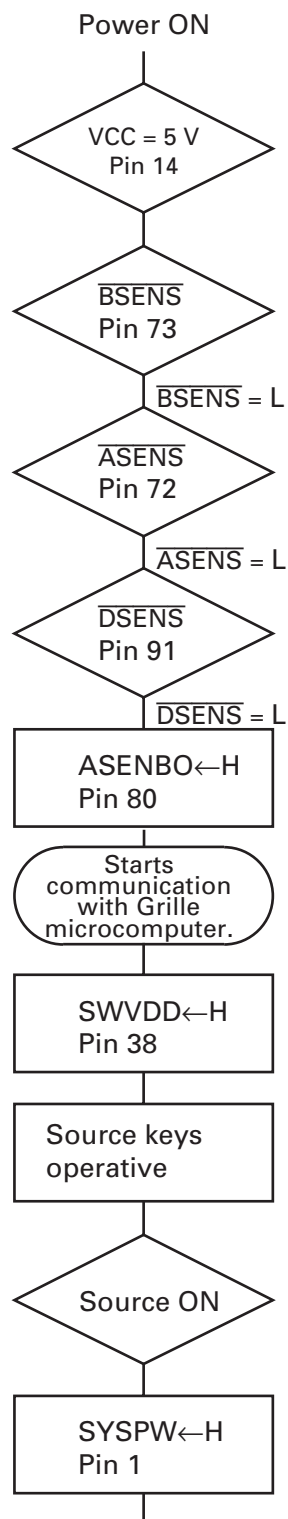 Power ON
VCC = 5 V
Pin 14
BSENS
Pin 73
BSENS = L
ASENS
Pin 72
ASENS = L
DSENS
Pin 91
DSENS = L
ASENBO←H
Pin 80
Starts
communication
with Grille
microcomputer.
SWVDD←H
Pin 38
Source keys
operative
Source ON
SYSPW←H
Pin 1